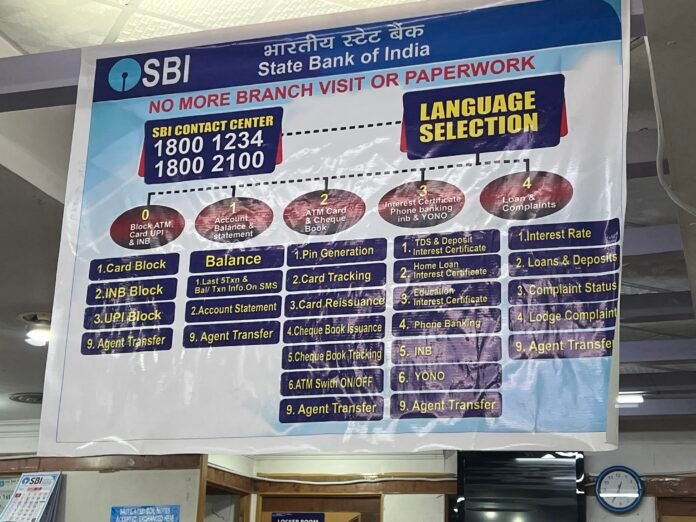 SBI
भारतीय स्टेट बैंक
State Bank of India
NO MORE BRANCH VISIT OR PAPERWORK
SBI CONTACT CENTER
1800 1234
1800 2100
LANGUAGE
SELECTION
0
Block ATM,
Card UPI
& INB
1
Account
Balance &
statement
2
ATM Card
& Cheque
Book
3
Interest Certificate
Phone banking
Inb & YONO
4
Loan &
Complaints
1.Card Block
2.INB Block
3.UPI Block
9. Agent Transfer
Balance
1.Last 5Txn &
Bal/ Txn Info.On SMS
2.Account Statement
9. Agent Transfer
1.Pin Generation
2.Card Tracking
3.Card Reissuance
4.Cheque Book Issuance
5.Cheque Book Tracking
6.ATM Swith ON/OFF
9. Agent Transfer
1. TDS & Deposit
Interest Certificate
2. Home Loan
Interest Certificate
3. Education
Interest Certificate
4. Phone Banking
5. INB
6. YONO
9. Agent Transfer
1.Interest Rate
2. Loans & Deposits
3. Complaint Status
4. Lodge Complaint
9. Agent Transfer
SBI
LOCKER ROOM